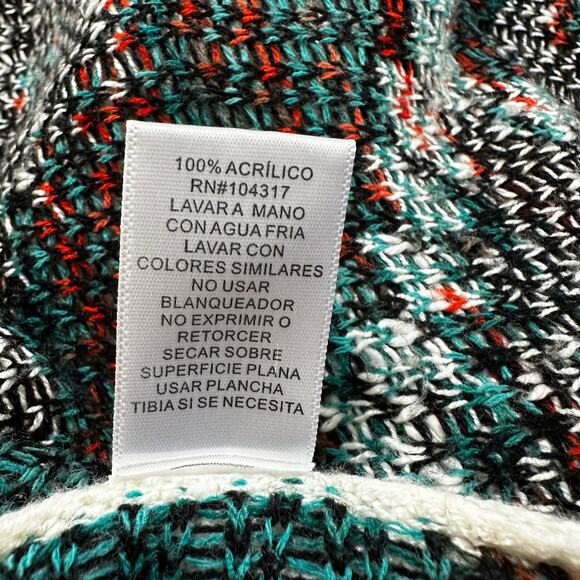 100% ACRÍLICO
RN#104317
LAVAR A MANO
CON AGUA FRIA
LAVAR CON
COLORES SIMILARES
NO USAR
BLANQUEADOR
NO EXPRIMIR O
RETORCER
SECAR SOBRE
SUPERFICIE PLANA
USAR PLANCHA
TIBIA SI SE NECESITA